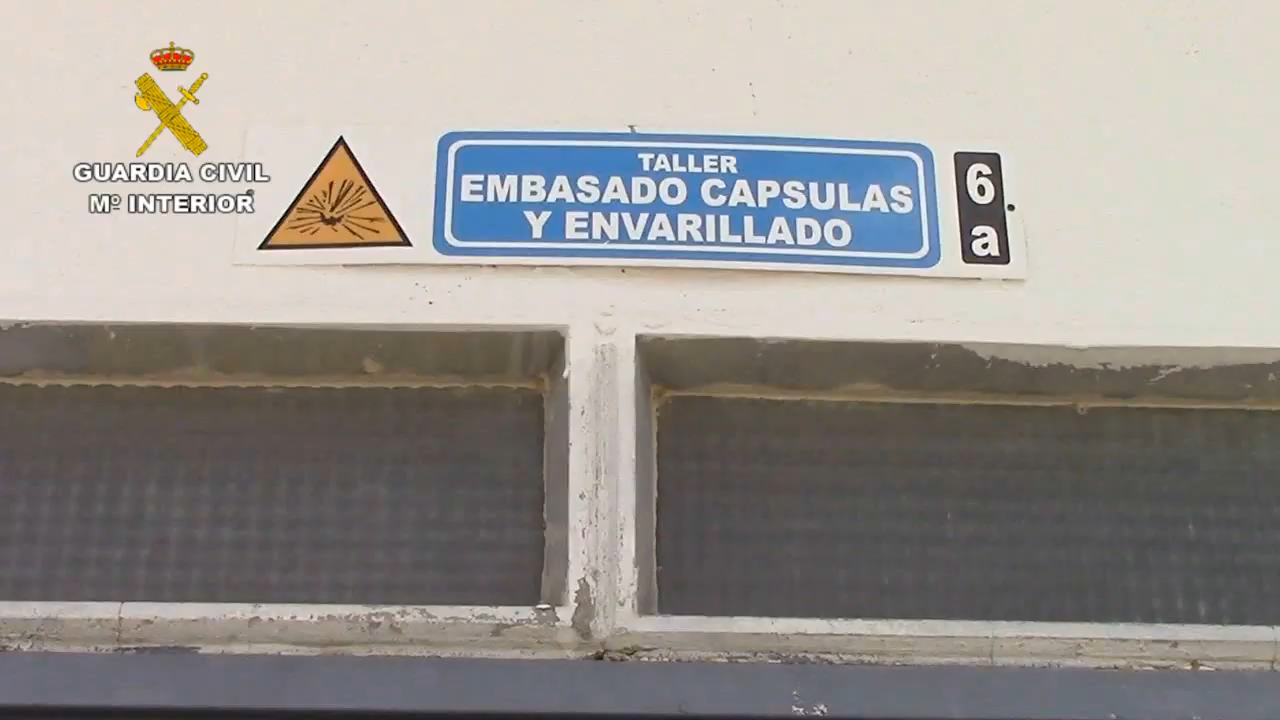 GUARDIA CIVIL
Mº INTERIOR
TALLER
EMBASADO CAPSULAS
Y ENVARILLADO
6
a